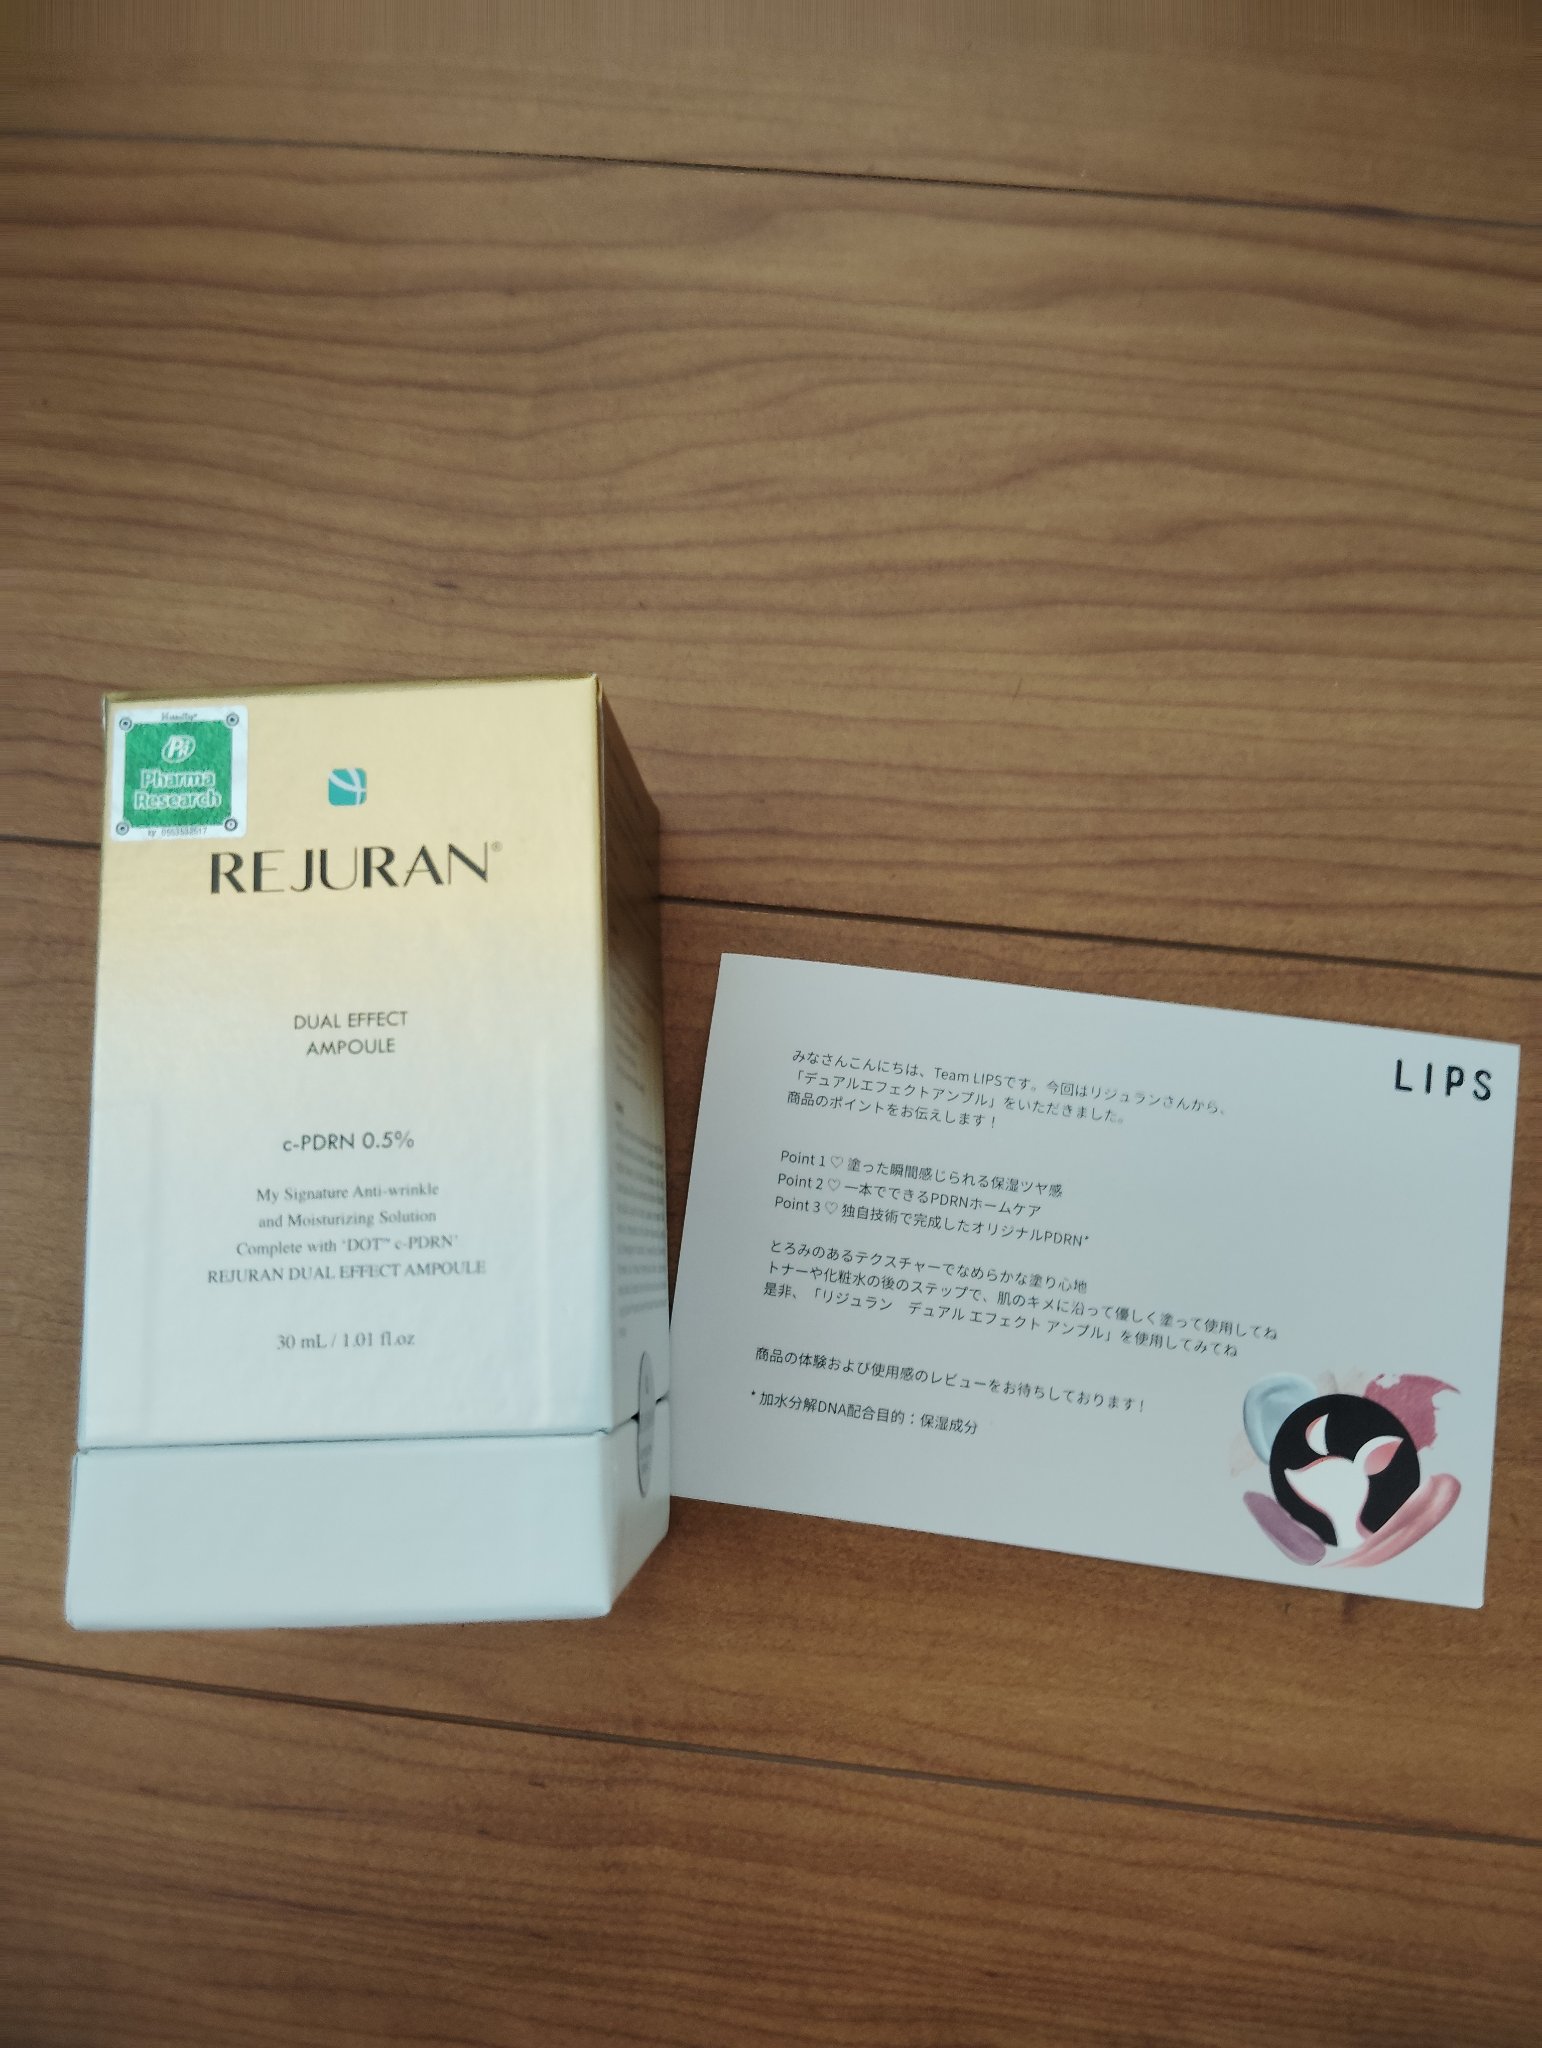 Pharma
Research
REJURAN®
DUAL EFFECT
AMPOULE
c-PDRN 0.5%
My Signature Anti-wrinkle
and Moisturizing Solution
Complete with 'DOT™ c-PDRN'
REJURAN DUAL EFFECT AMPOULE
30 mL / 1.01 fl.oz
LIPS
みなさんこんにちは、Team LIPSです。今回はリジュランさんから、
「デュアルエフェクトアンプル」をいただきました。
商品のポイントをお伝えします！
Point 1 ♡ 塗った瞬間感じられる保湿ツヤ感
Point 2 ♡ 一本でできるPDRNホームケア
Point 3 ♡ 独自技術で完成したオリジナルPDRN*
とろみのあるテクスチャーでなめらかな塗り心地
トナーや化粧水の後のステップで、肌のキメに沿って優しく塗って使用してね
是非、「リジュラン　デュアル エフェクト アンプル」を使用してみてね
商品の体験および使用感のレビューをお待ちしております！
* 加水分解DNA配合目的：保湿成分